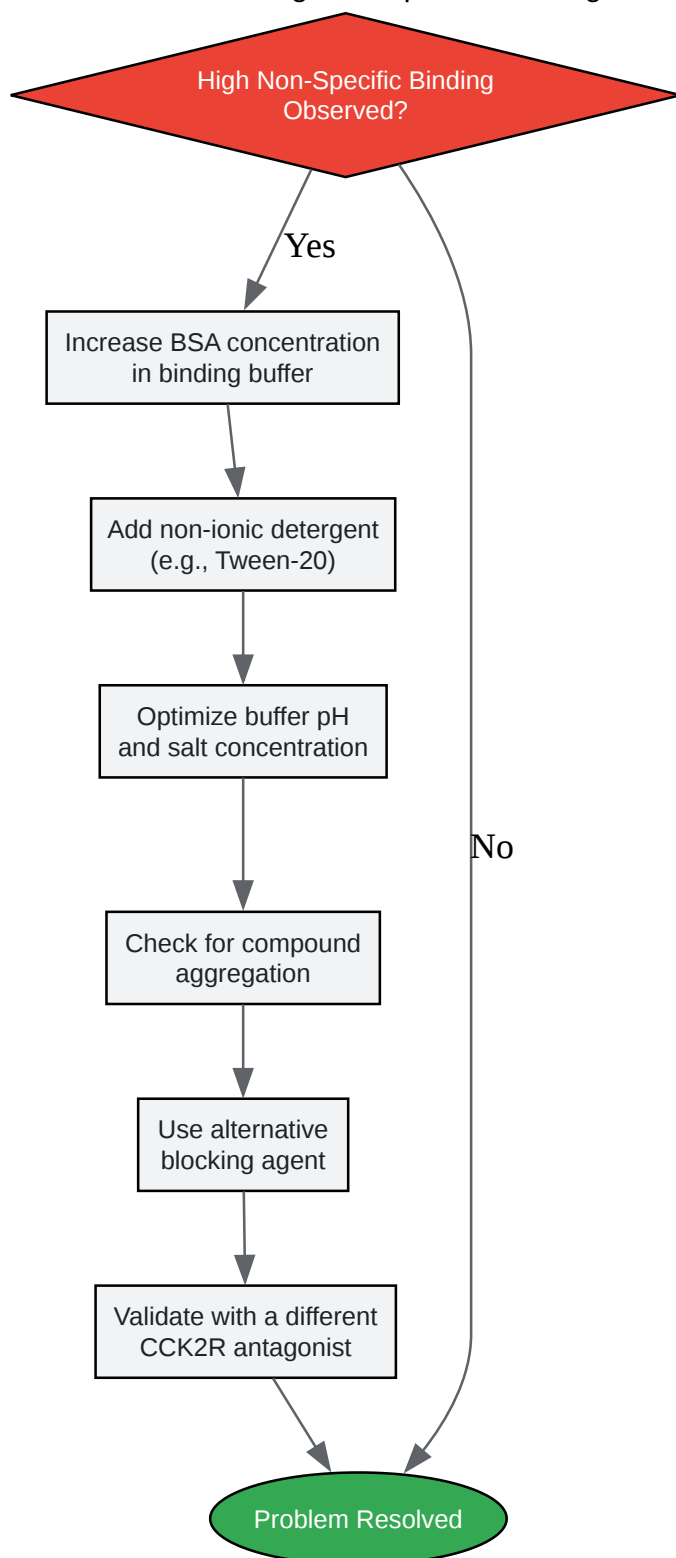 High Non-Specific Binding
Observed?
Yes
Increase BSA concentration
in binding buffer
Add non-ionic detergent
(e.g., Tween-20)
Optimize buffer pH
and salt concentration
No
Check for compound
aggregation
Use alternative
blocking agent
Validate with a different
CCK2R antagonist
Problem Resolved